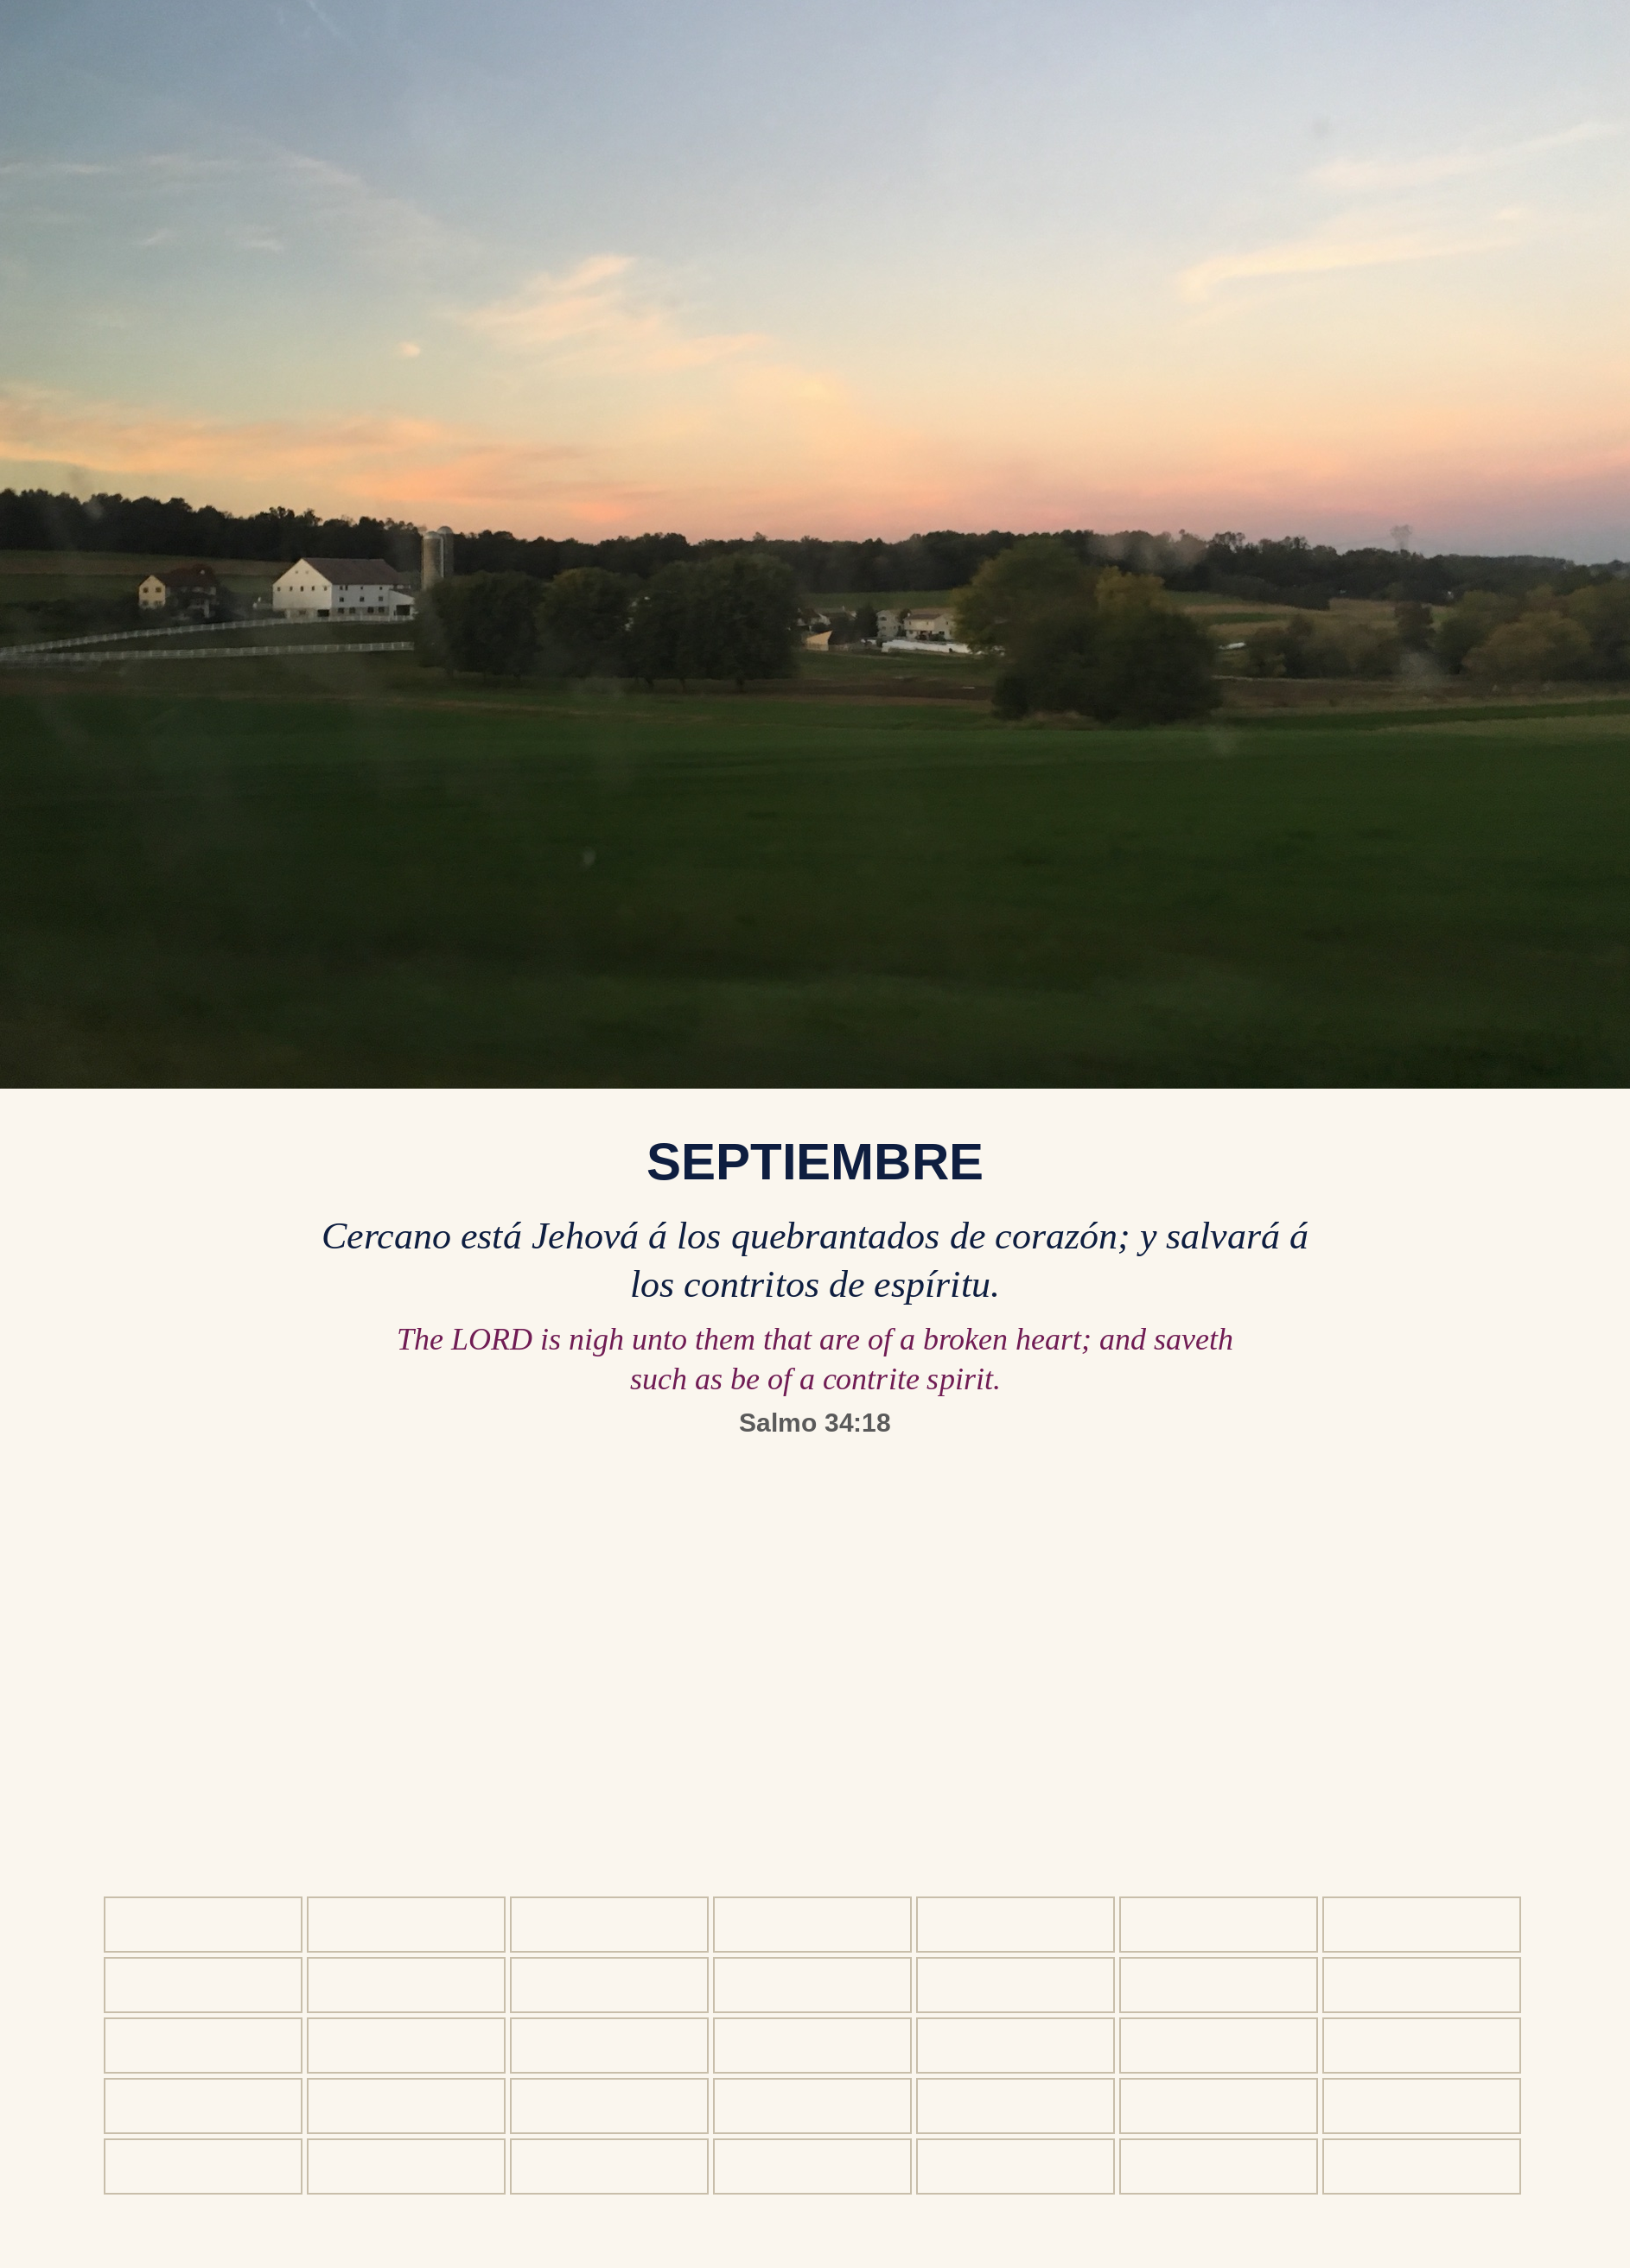 SEPTIEMBRE
Cercano está Jehová á los quebrantados de corazón; y salvará á
los contritos de espíritu.
The LORD is nigh unto them that are of a broken heart; and saveth
such as be of a contrite spirit.
Salmo 34:18